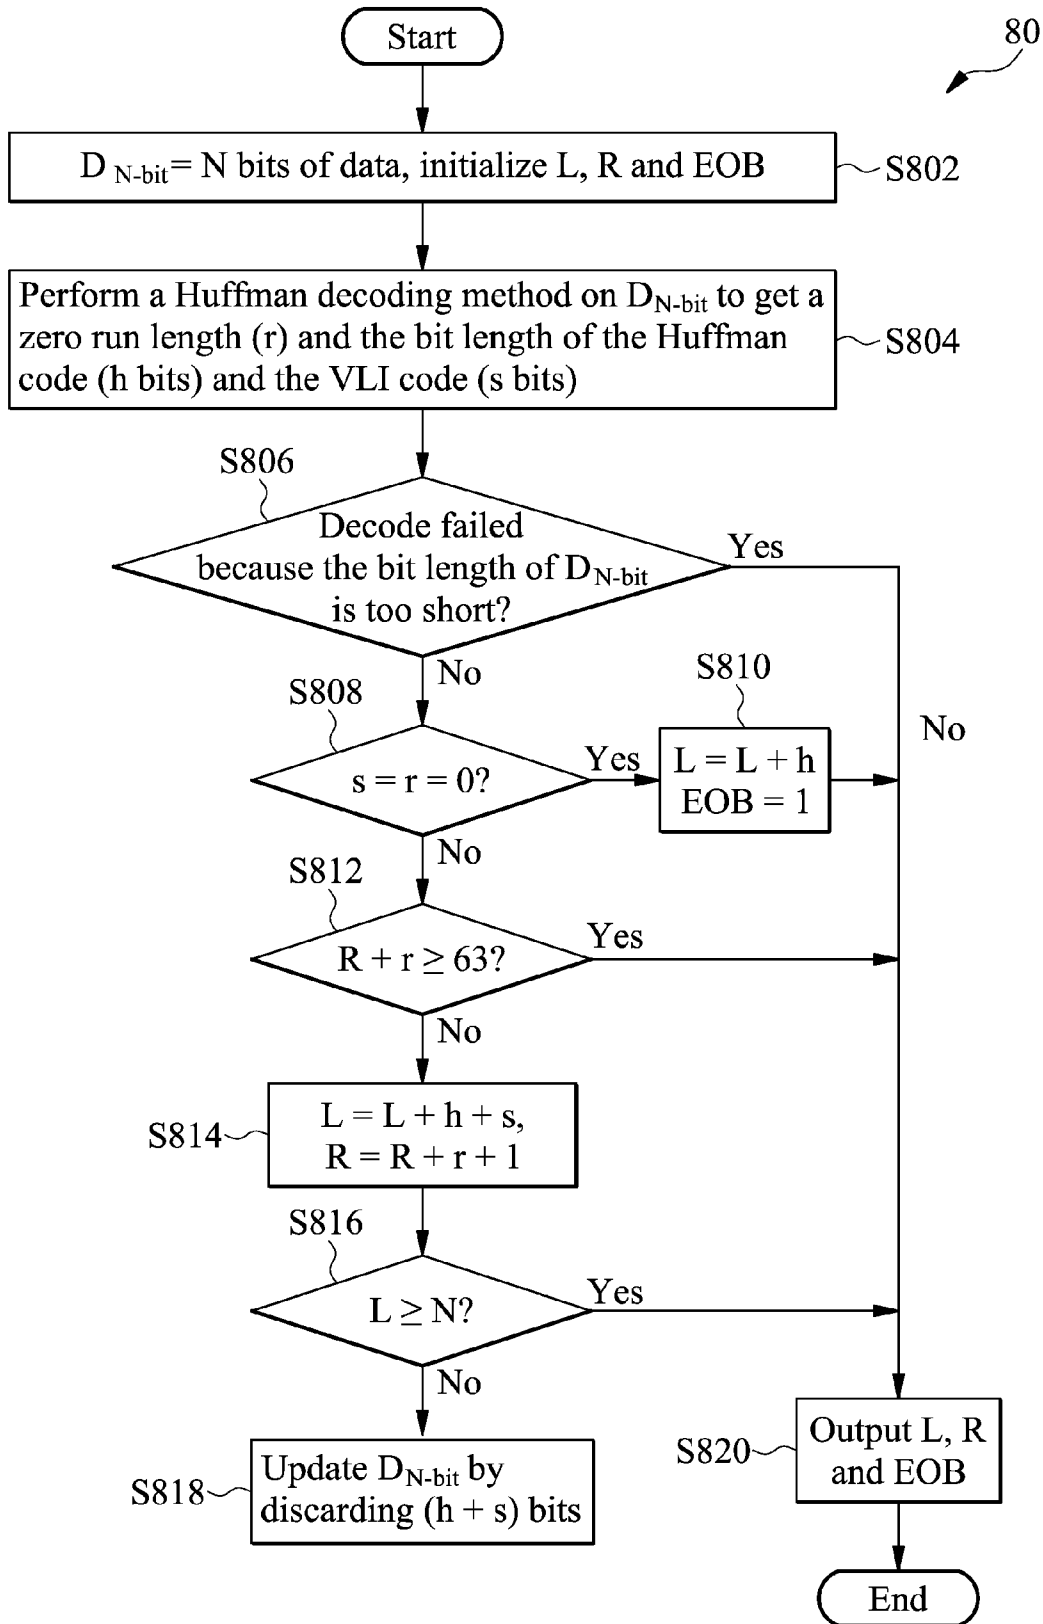 Start
80
D N-bit = N bits of data, initialize L, R and EOB
S802
Perform a Huffman decoding method on DN-bit to get a
zero run length (r) and the bit length of the Huffman
code (h bits) and the VLI code (s bits)
S804
S806
Decode failed
because the bit length of DN-bit
is too short?
Yes
No
S808
s = r = 0?
Yes
S810
L = L + h
EOB = 1
No
No
S812
R + r ≥ 63?
Yes
No
S814
L = L + h + s,
R = R + r + 1
S816
L ≥ N?
Yes
No
S818
Update DN-bit by
discarding (h + s) bits
S820
Output L, R
and EOB
End